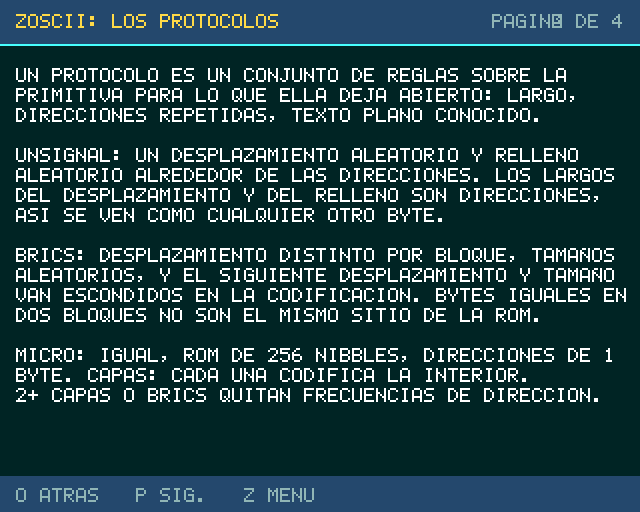 ZOSCII: LOS PROTOCOLOS
PAGIN DE 4
UN PROTOCOLO ES UN CONJUNTO DE REGLAS SOBRE LA
PRIMITIVA PARA LO QUE ELLA DEJA ABIERTO: LARGO,
DIRECCIONES REPETIDAS, TEXTO PLANO CONOCIDO.
UNSIGNAL: UN DESPLAZAMIENTO ALEATORIO Y RELLENO
ALEATORIO ALREDEDOR DE LAS DIRECCIONES. LOS LARGOS
DEL DESPLAZAMIENTO Y DEL RELLENO SON DIRECCIONES,
ASI SE VEN COMO CUALQUIER OTRO BYTE.
BRICS: DESPLAZAMIENTO DISTINTO POR BLOQUE, TAMAÑOS
ALEATORIOS, Y EL SIGUIENTE DESPLAZAMIENTO Y TAMAÑO
VAN ESCONDIDOS EN LA CODIFICACION. BYTES IGUALES EN
DOS BLOQUES NO SON EL MISMO SITIO DE LA ROM.
MICRO: IGUAL, ROM DE 256 NIBBLES, DIRECCIONES DE 1
BYTE. CAPAS: CADA UNA CODIFICA LA INTERIOR.
2+ CAPAS O BRICS QUITAN FRECUENCIAS DE DIRECCION.
O ATRAS P SIG. Z MENU